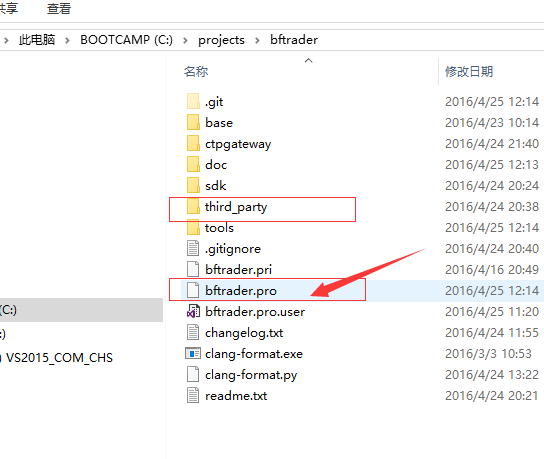 共享 查看
此电脑 BOOTCAMP (C:) projects bftrader
名称 修改日期
.git 2016/4/25 12:14
base 2016/4/23 10:14
ctpgateway 2016/4/24 21:40
doc 2016/4/25 12:13
sdk 2016/4/24 20:24
third_party 2016/4/24 20:38
tools 2016/4/25 12:14
.gitignore 2016/4/24 20:40
bftrader.pri 2016/4/16 20:49
bftrader.pro 2016/4/25 12:14
bftrader.pro.user 2016/4/25 11:20
changelog.txt 2016/4/25 11:52
clang-format.exe 2016/3/3 10:53
clang-format.py 2016/4/24 13:22
readme.txt 2016/4/24 20:21
(C:)
:)
) VS2015_COM_CHS